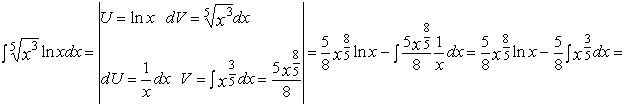 ∫ ⁵√(x³) ln x dx = | U = ln x   dV = ⁵√(x³) dx
dU = 1/x dx   V = ∫ x^(3/5) dx = 5x^(8/5)/8 | = 5/8 x^(8/5) ln x − ∫ 5x^(8/5)/8 · 1/x dx = 5/8 x^(8/5) ln x − 5/8 ∫ x^(3/5) dx =